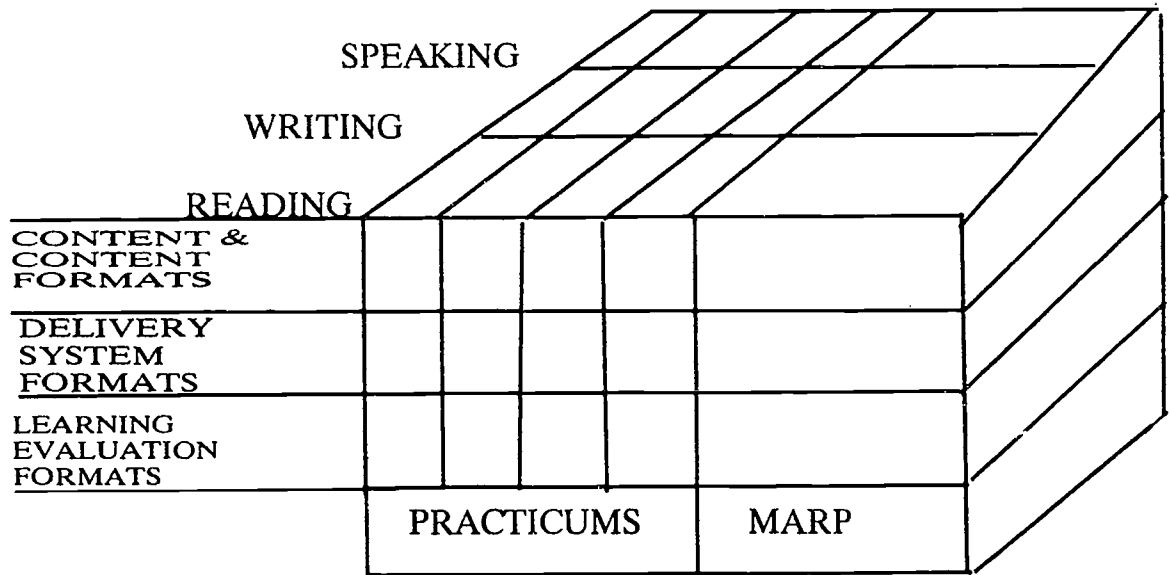 SPEAKING
WRITING
READING
CONTENT &
CONTENT
FORMATS
DELIVERY
SYSTEM
FORMATS
LEARNING
EVALUATION
FORMATS
PRACTICUMS
MARP